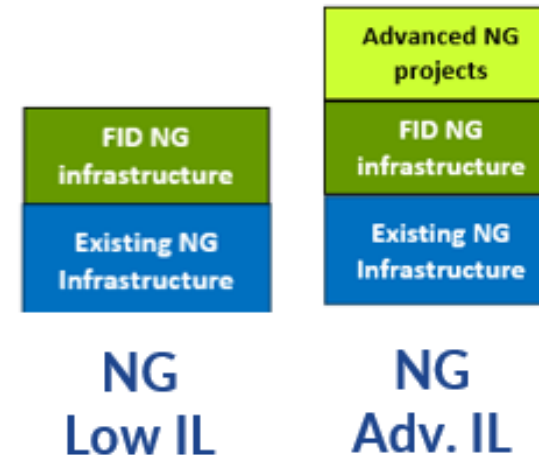 FID NG
infrastructure
Existing NG
Infrastructure
NG
Low IL
Advanced NG
projects
FID NG
infrastructure
Existing NG
Infrastructure
NG
Adv. IL